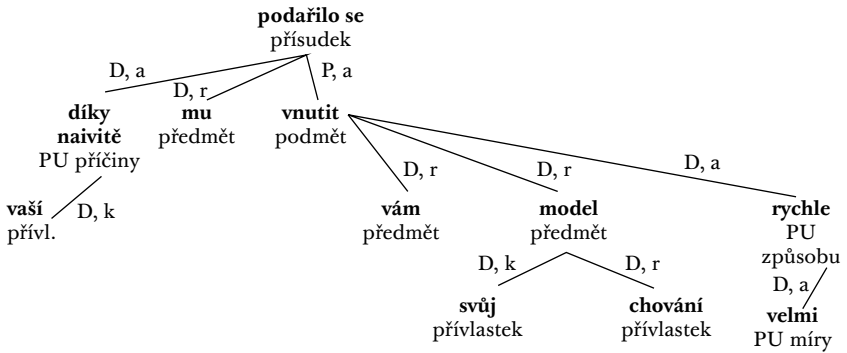 podařilo se
přísudek
D, a
D, r
P, a
díky
naivitě
PU příčiny
mu
předmět
vnutit
podmět
D, k
D, r
D, r
D, a
vaší
přívl.
vám
předmět
model
předmět
rychle
PU
způsobu
D, k
D, r
D, a
svůj
přívlastek
chování
přívlastek
velmi
PU míry